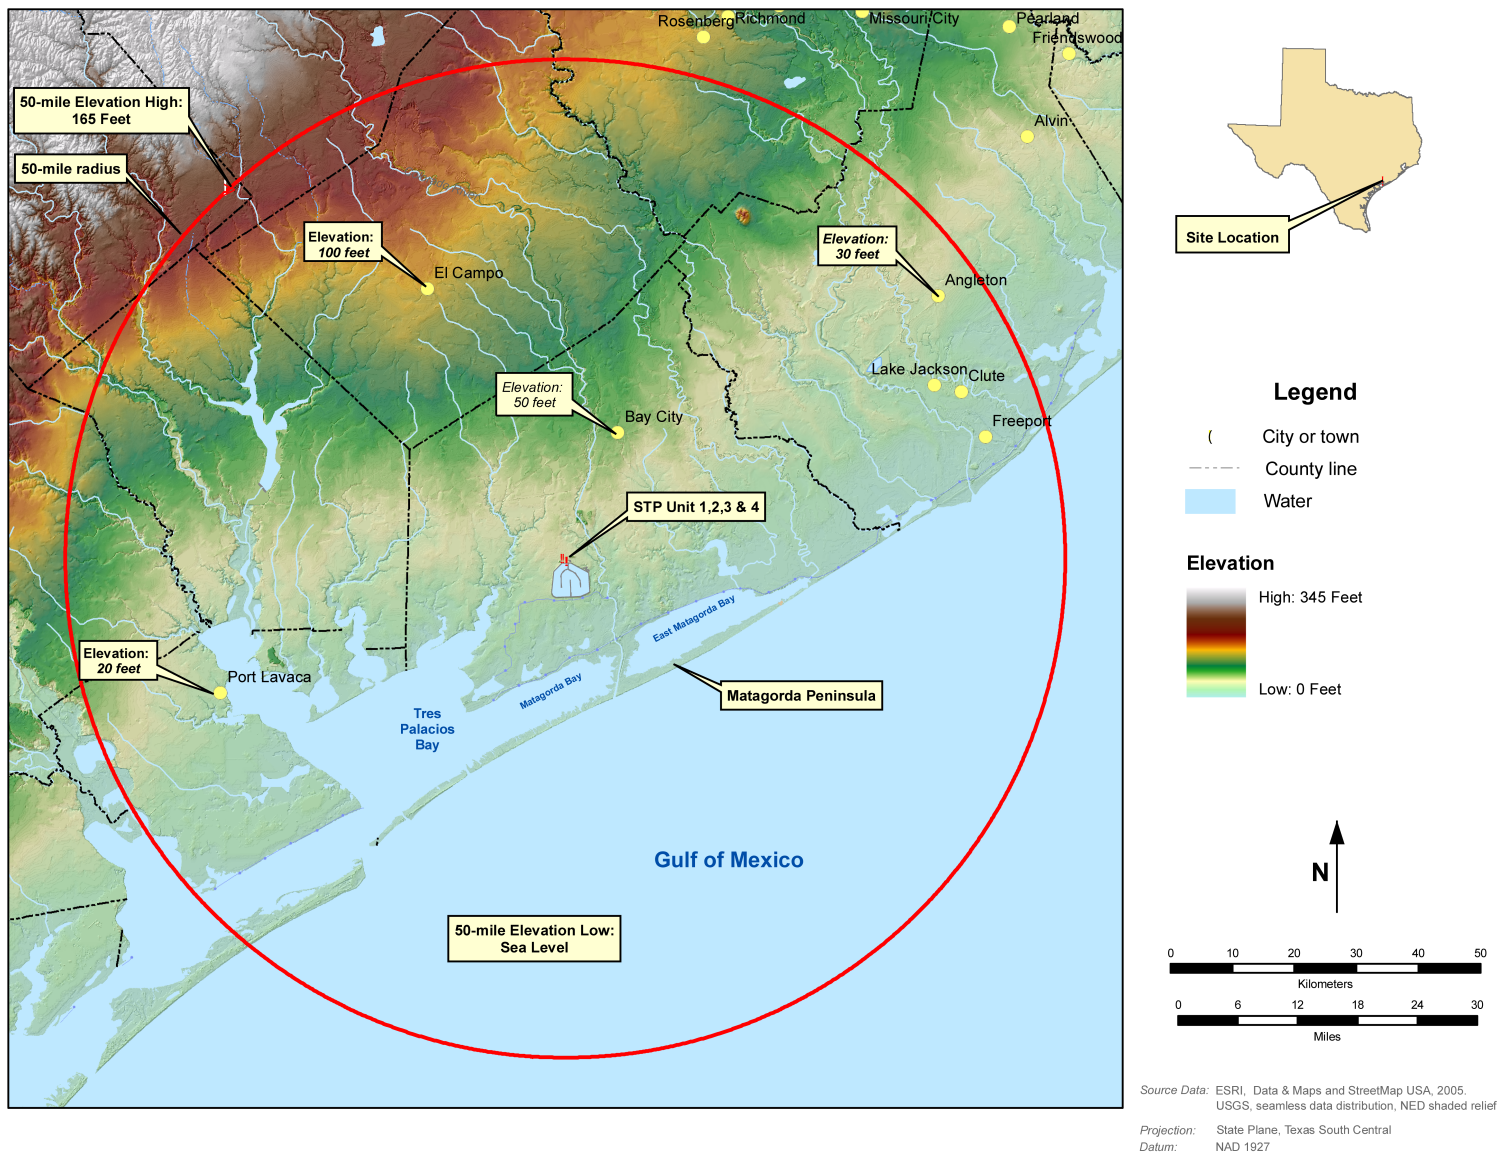 Rosenberg
Richmond
Missouri City
Pearland
Friendswood
50-mile Elevation High:
165 Feet
Alvin
50-mile radius
Elevation:
100 feet
El Campo
Elevation:
30 feet
Angleton
Lake Jackson
Clute
Elevation:
50 feet
Bay City
Freeport
STP Unit 1,2,3 & 4
East Matagorda Bay
Elevation:
20 feet
Port Lavaca
Matagorda Bay
Matagorda Peninsula
Tres
Palacios
Bay
Gulf of Mexico
50-mile Elevation Low:
Sea Level
Site Location
Legend
City or town
County line
Water
Elevation
High: 345 Feet
Low: 0 Feet
N
0 10 20 30 40 50
Kilometers
0 6 12 18 24 30
Miles
Source Data: ESRI, Data & Maps and StreetMap USA, 2005.
USGS, seamless data distribution, NED shaded relief
Projection: State Plane, Texas South Central
Datum: NAD 1927